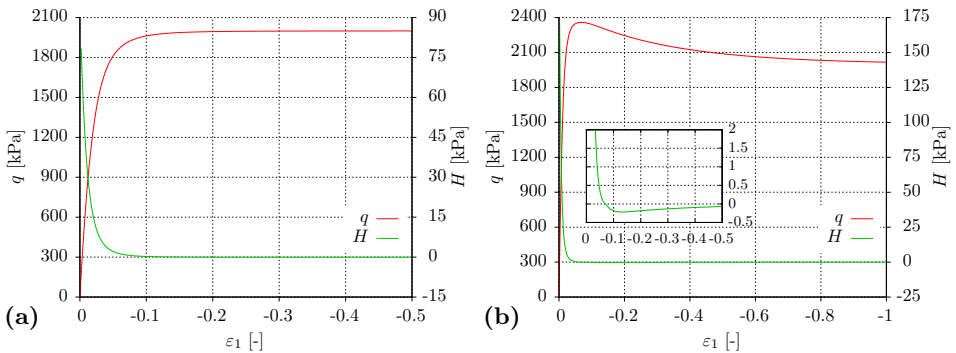 2100
1800
1500
1200
900
600
300
0
q [kPa]
90
75
60
45
30
15
0
-15
H [kPa]
q
H
0 -0.1 -0.2 -0.3 -0.4 -0.5
ε1 [-]
(a)
2400
2100
1800
1500
1200
900
600
300
0
q [kPa]
175
150
125
100
75
50
25
0
-25
H [kPa]
2
1.5
1
0.5
0
-0.5
0 -0.1 -0.2 -0.3 -0.4 -0.5
q
H
0 -0.2 -0.4 -0.6 -0.8 -1
ε1 [-]
(b)